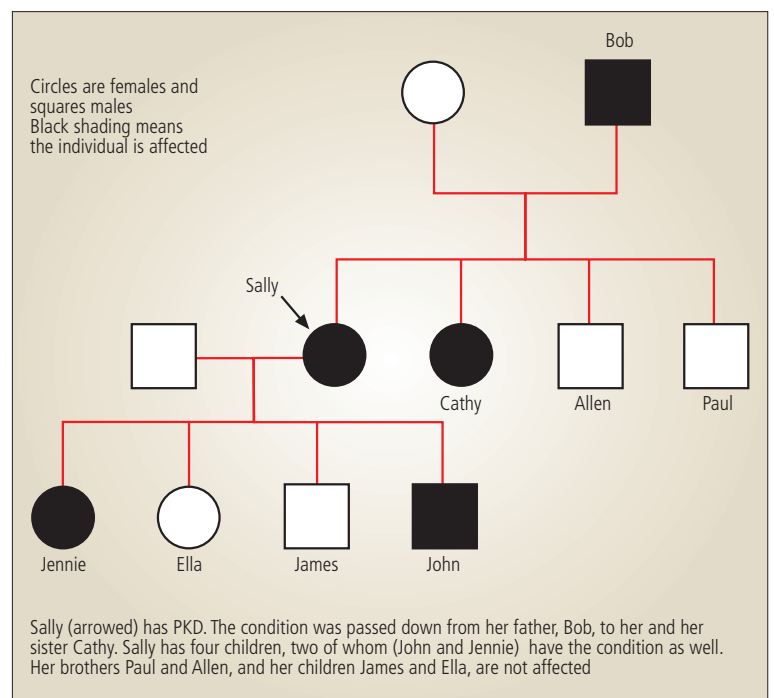 Bob
Circles are females and
squares males
Black shading means
the individual is affected
Sally
Cathy
Allen
Paul
Jennie
Ella
James
John
Sally (arrowed) has PKD. The condition was passed down from her father, Bob, to her and her
sister Cathy. Sally has four children, two of whom (John and Jennie) have the condition as well.
Her brothers Paul and Allen, and her children James and Ella, are not affected